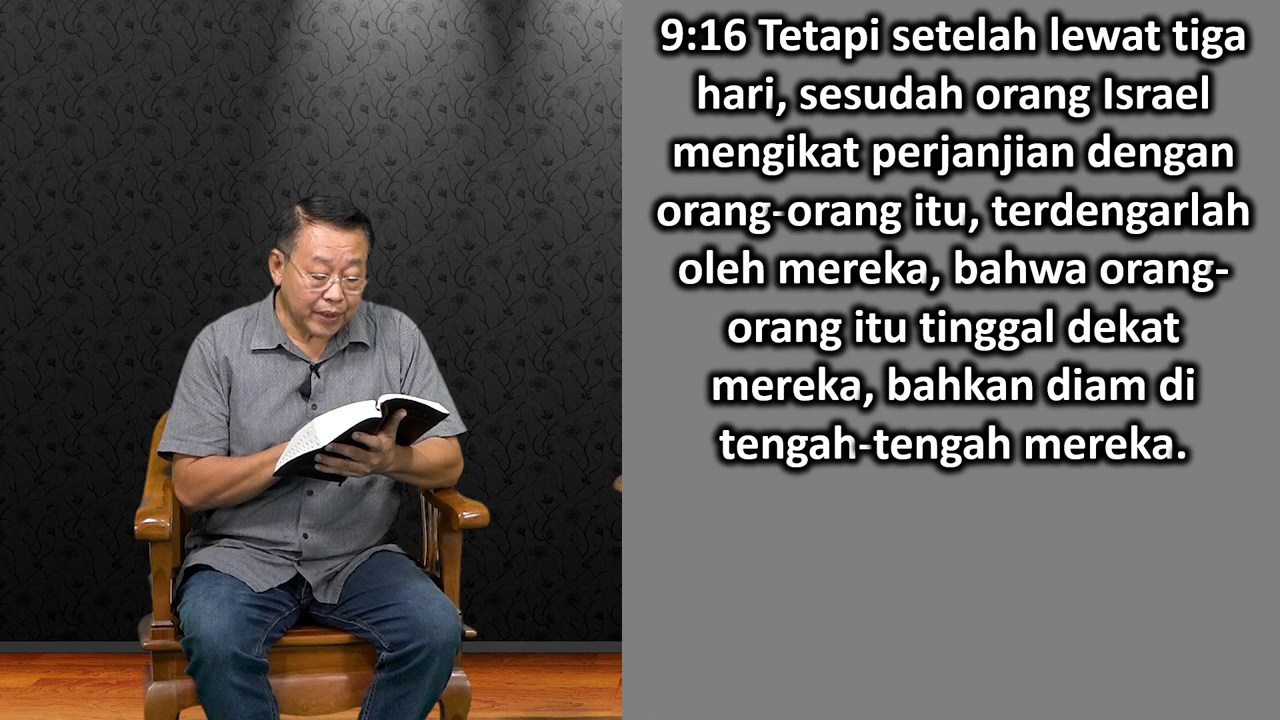 9:16 Tetapi setelah lewat tiga
hari, sesudah orang Israel
mengikat perjanjian dengan
orang-orang itu, terdengarlah
oleh mereka, bahwa orang-
orang itu tinggal dekat
mereka, bahkan diam di
tengah-tengah mereka.